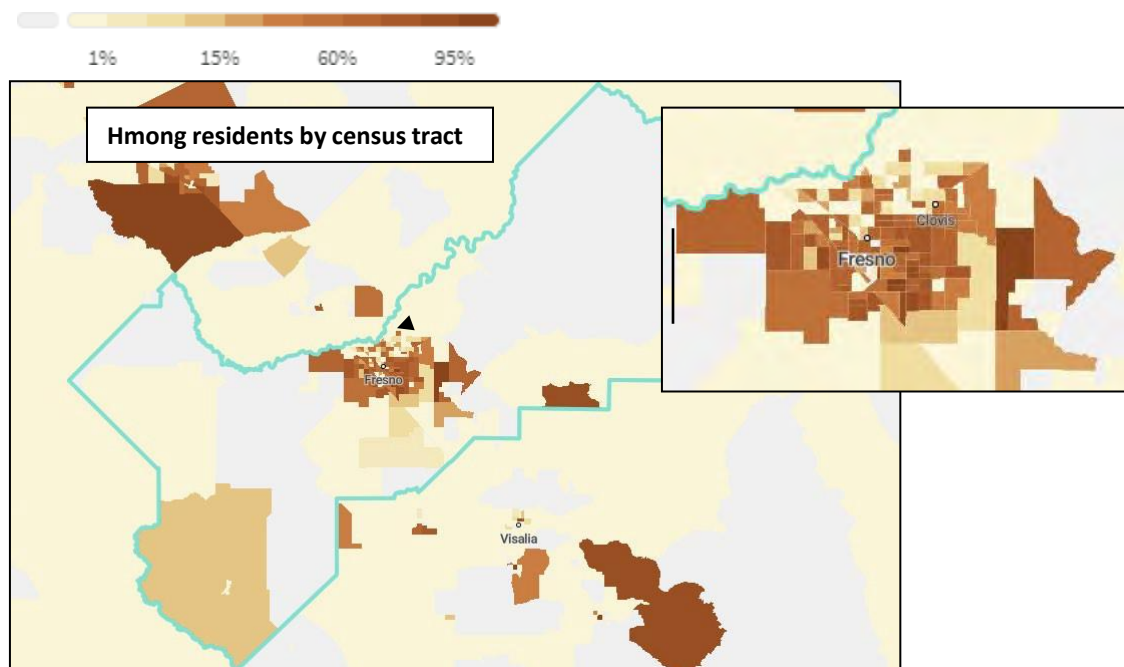 1% 15% 60% 95%
Hmong residents by census tract
Clovis
Fresno
Fresno
Visalia